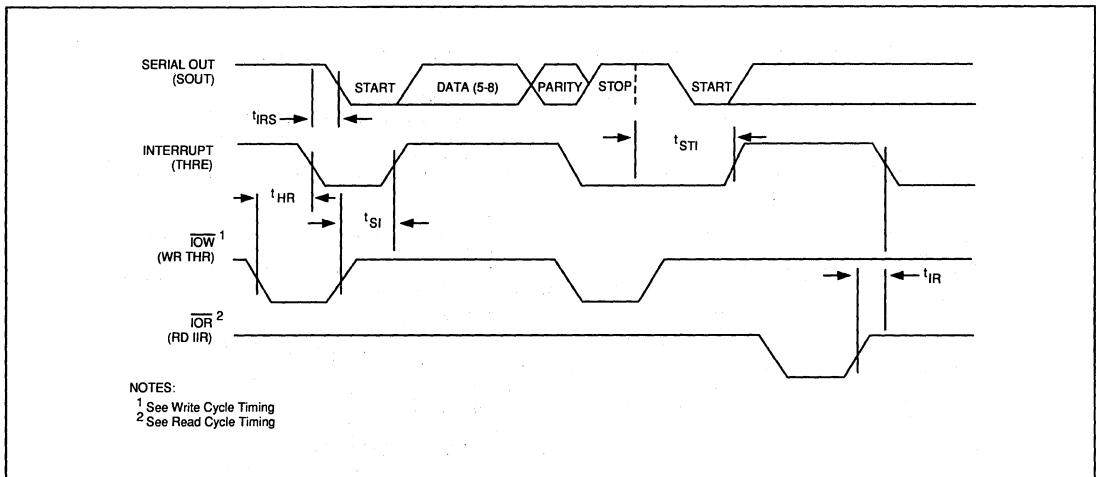 SERIAL OUT
(SOUT)
START
DATA (5-8)
PARITY
STOP
START
tIRS
tSTI
INTERRUPT
(THRE)
tHR
tSI
IOW 1
(WR THR)
tIR
IOR 2
(RD IIR)
NOTES:
1 See Write Cycle Timing
2 See Read Cycle Timing